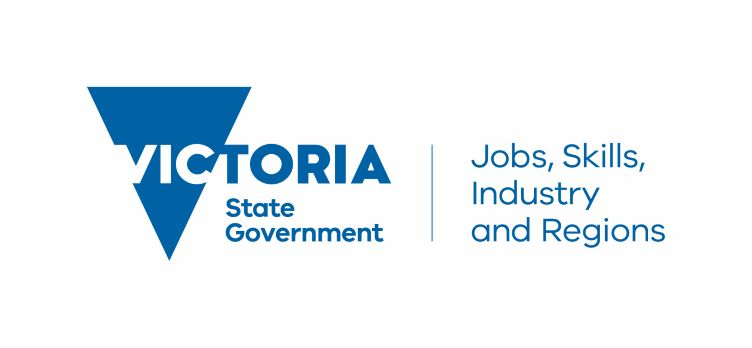 VICTORIA
State
Government
Jobs, Skills,
Industry
and Regions